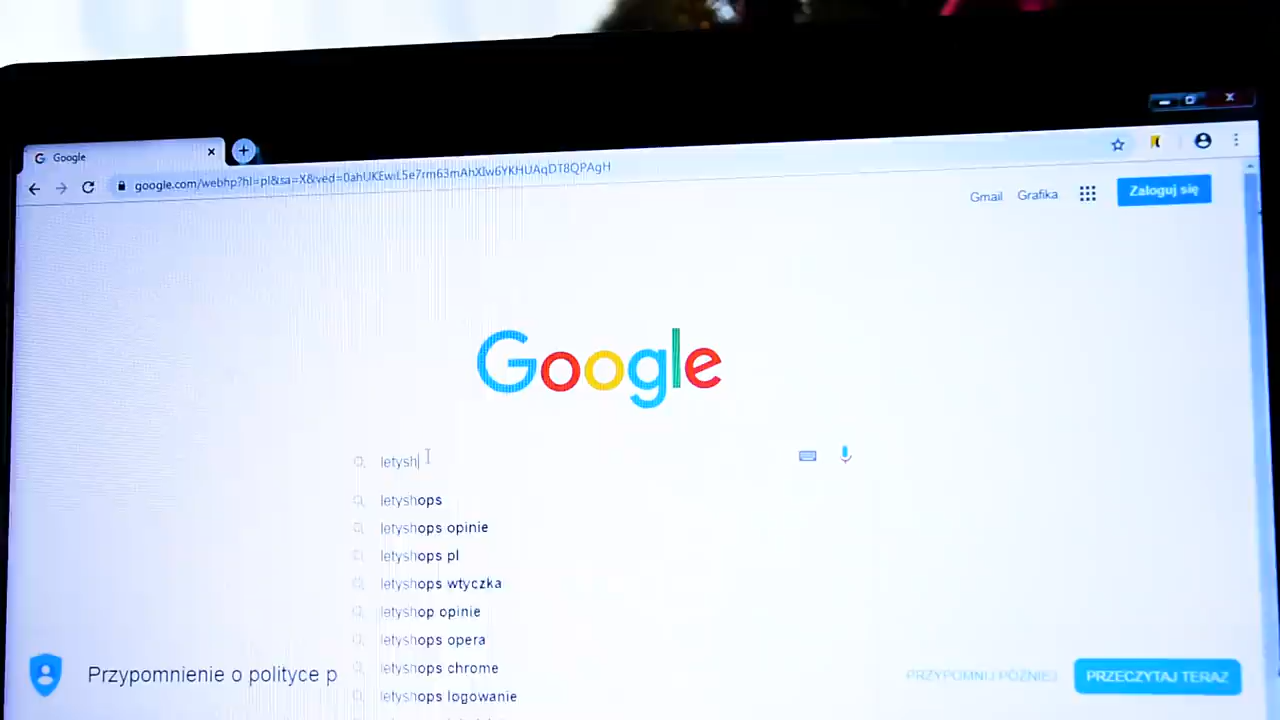 Google
google.com/webhp?hl=pl&sa=X&ved=0ahUKEwiL5e7rm63mAhXIw6YKHUAqDT8QPAgH
Gmail Grafika Zaloguj się
Google
letysh
letyshops
letyshops opinie
letyshops pl
letyshops wtyczka
letyshop opinie
letyshops opera
letyshops chrome
Przypomnienie o polityce p
PRZYPOMNIJ PÓŹNIEJ PRZECZYTAJ TERAZ
letyshops logowanie